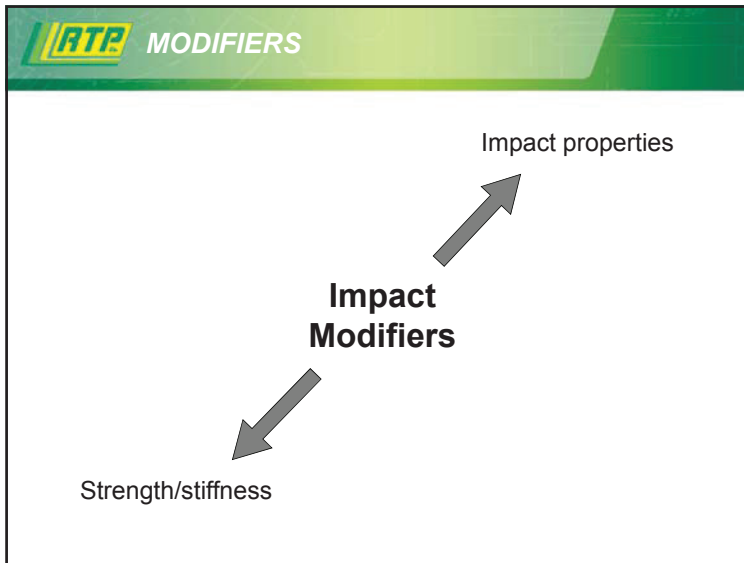 RTP MODIFIERS
Impact properties
Impact
Modifiers
Strength/stiffness